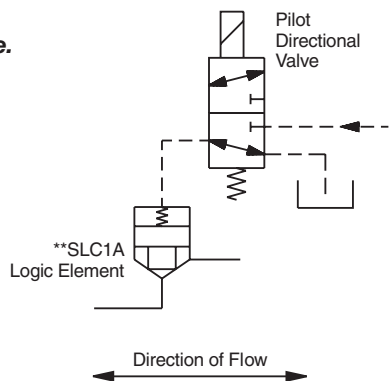 e.
Pilot
Directional
Valve
**SLC1A
Logic Element
Direction of Flow